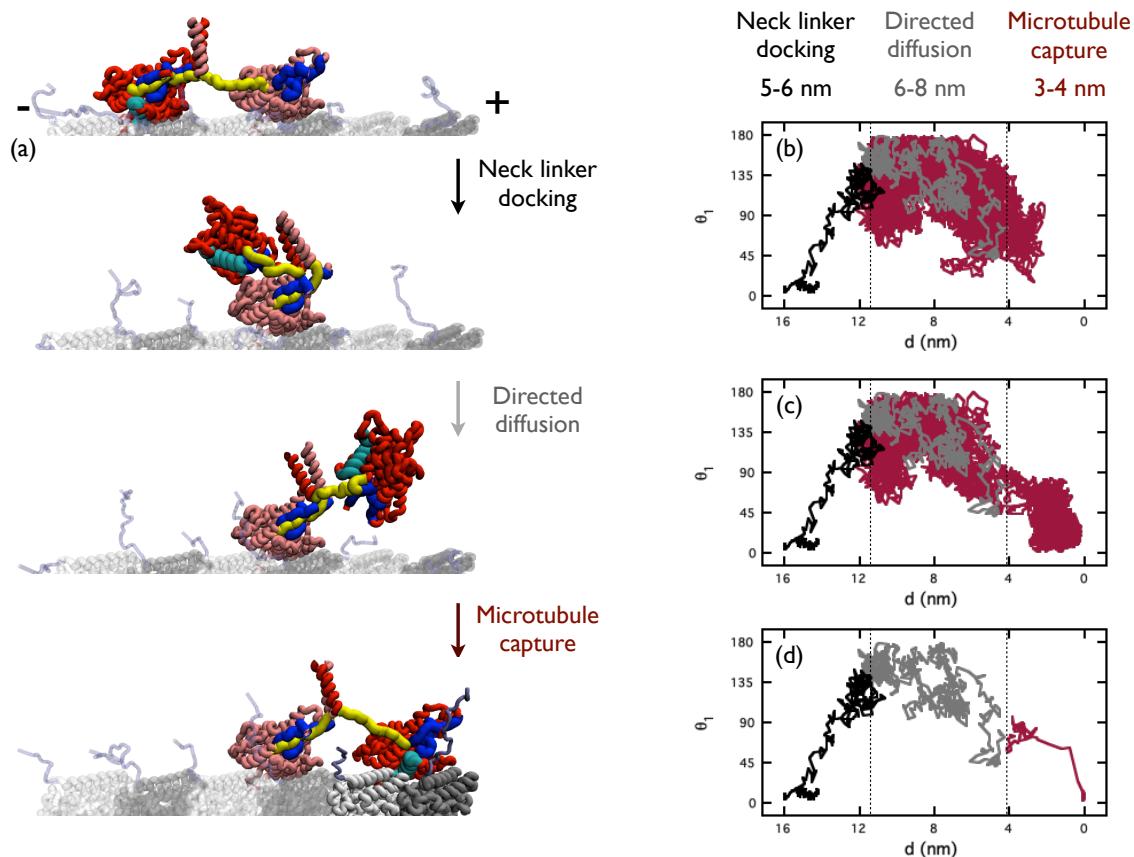 (a)
-
+
Neck linker
docking
Directed
diffusion
Microtubule
capture
Neck linker
docking
Directed
diffusion
Microtubule
capture
5-6 nm
6-8 nm
3-4 nm
(b)
180
135
90
45
0
θ1
16
12
8
4
0
d (nm)
(c)
180
135
90
45
0
θ1
16
12
8
4
0
d (nm)
(d)
180
135
90
45
0
θ1
16
12
8
4
0
d (nm)